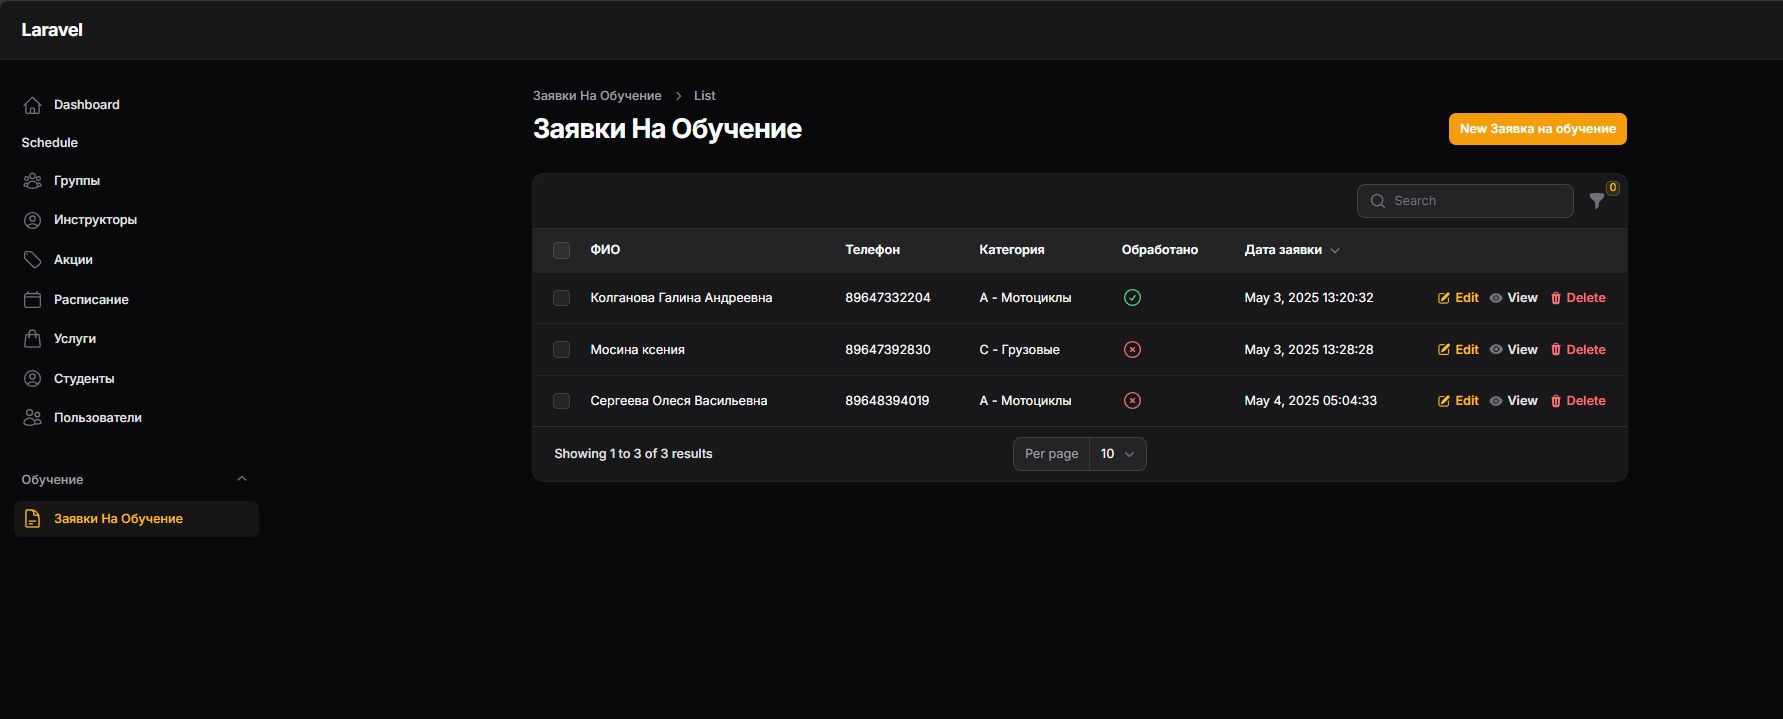 Laravel
Dashboard
Schedule
Группы
Инструкторы
Акции
Расписание
Услуги
Студенты
Пользователи
Обучение
Заявки На Обучение
Заявки На Обучение > List
Заявки На Обучение
New Заявка на обучение
Search 0
ФИО Телефон Категория Обработано Дата заявки
Колганова Галина Андреевна 89647332204 A - Мотоциклы May 3, 2025 13:20:32 Edit View Delete
Мосина ксения 89647392830 C - Грузовые May 3, 2025 13:28:28 Edit View Delete
Сергеева Олеся Васильевна 89648394019 A - Мотоциклы May 4, 2025 05:04:33 Edit View Delete
Showing 1 to 3 of 3 results Per page 10